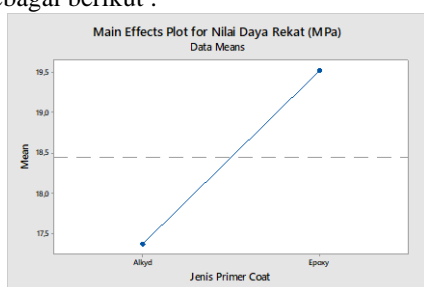 sebagai berikut :
Main Effects Plot for Nilai Daya Rekat (MPa)
Data Means
19,5
19,0
18,5
18,0
17,5
Mean
Alkyd
Epoxy
Jenis Primer Coat